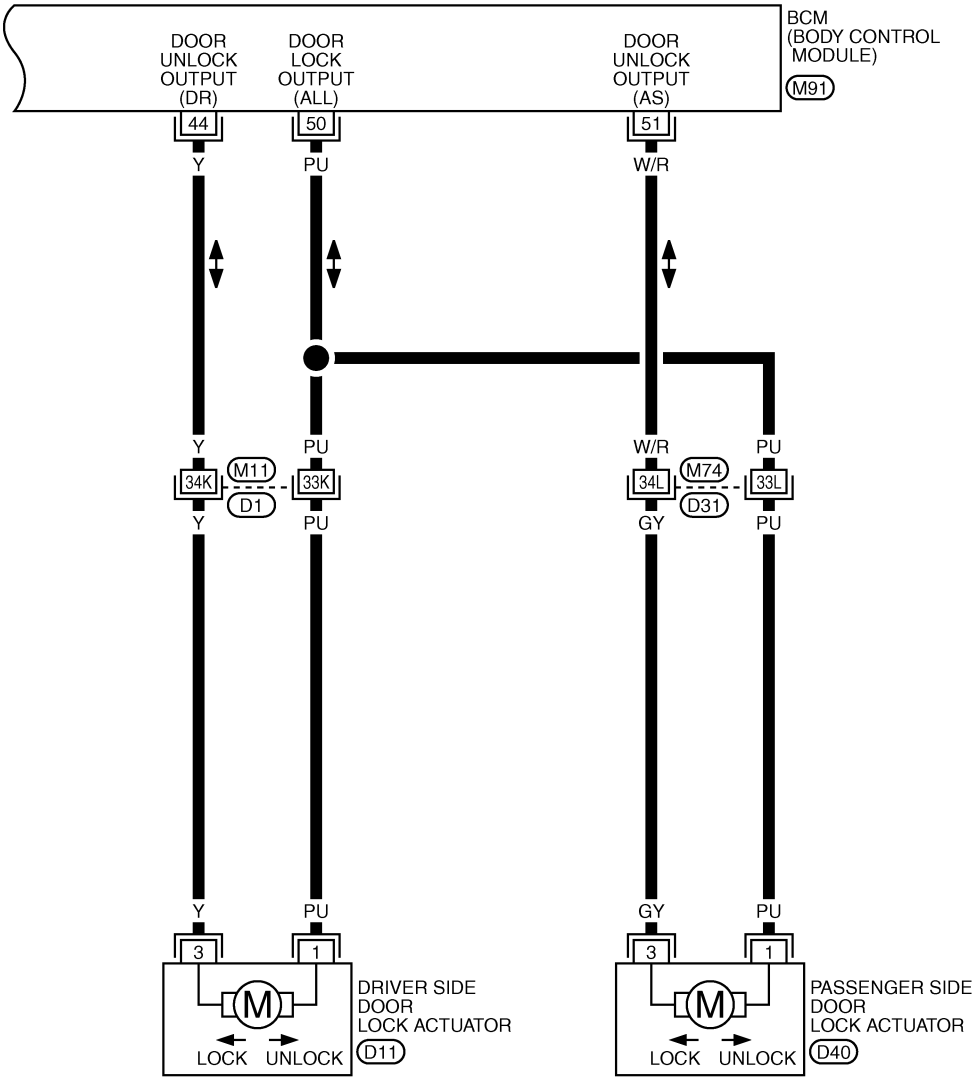 BCM
(BODY CONTROL
MODULE)
M91
DOOR
UNLOCK
OUTPUT
(DR)
DOOR
LOCK
OUTPUT
(ALL)
DOOR
UNLOCK
OUTPUT
(AS)
44
50
51
Y
PU
W/R
Y
PU
W/R
PU
34K
M11
D1
33K
34L
M74
D31
33L
Y
PU
GY
PU
Y
PU
GY
PU
3
1
3
1
M
LOCK
UNLOCK
DRIVER SIDE
DOOR
LOCK ACTUATOR
D11
M
LOCK
UNLOCK
PASSENGER SIDE
DOOR
LOCK ACTUATOR
D40